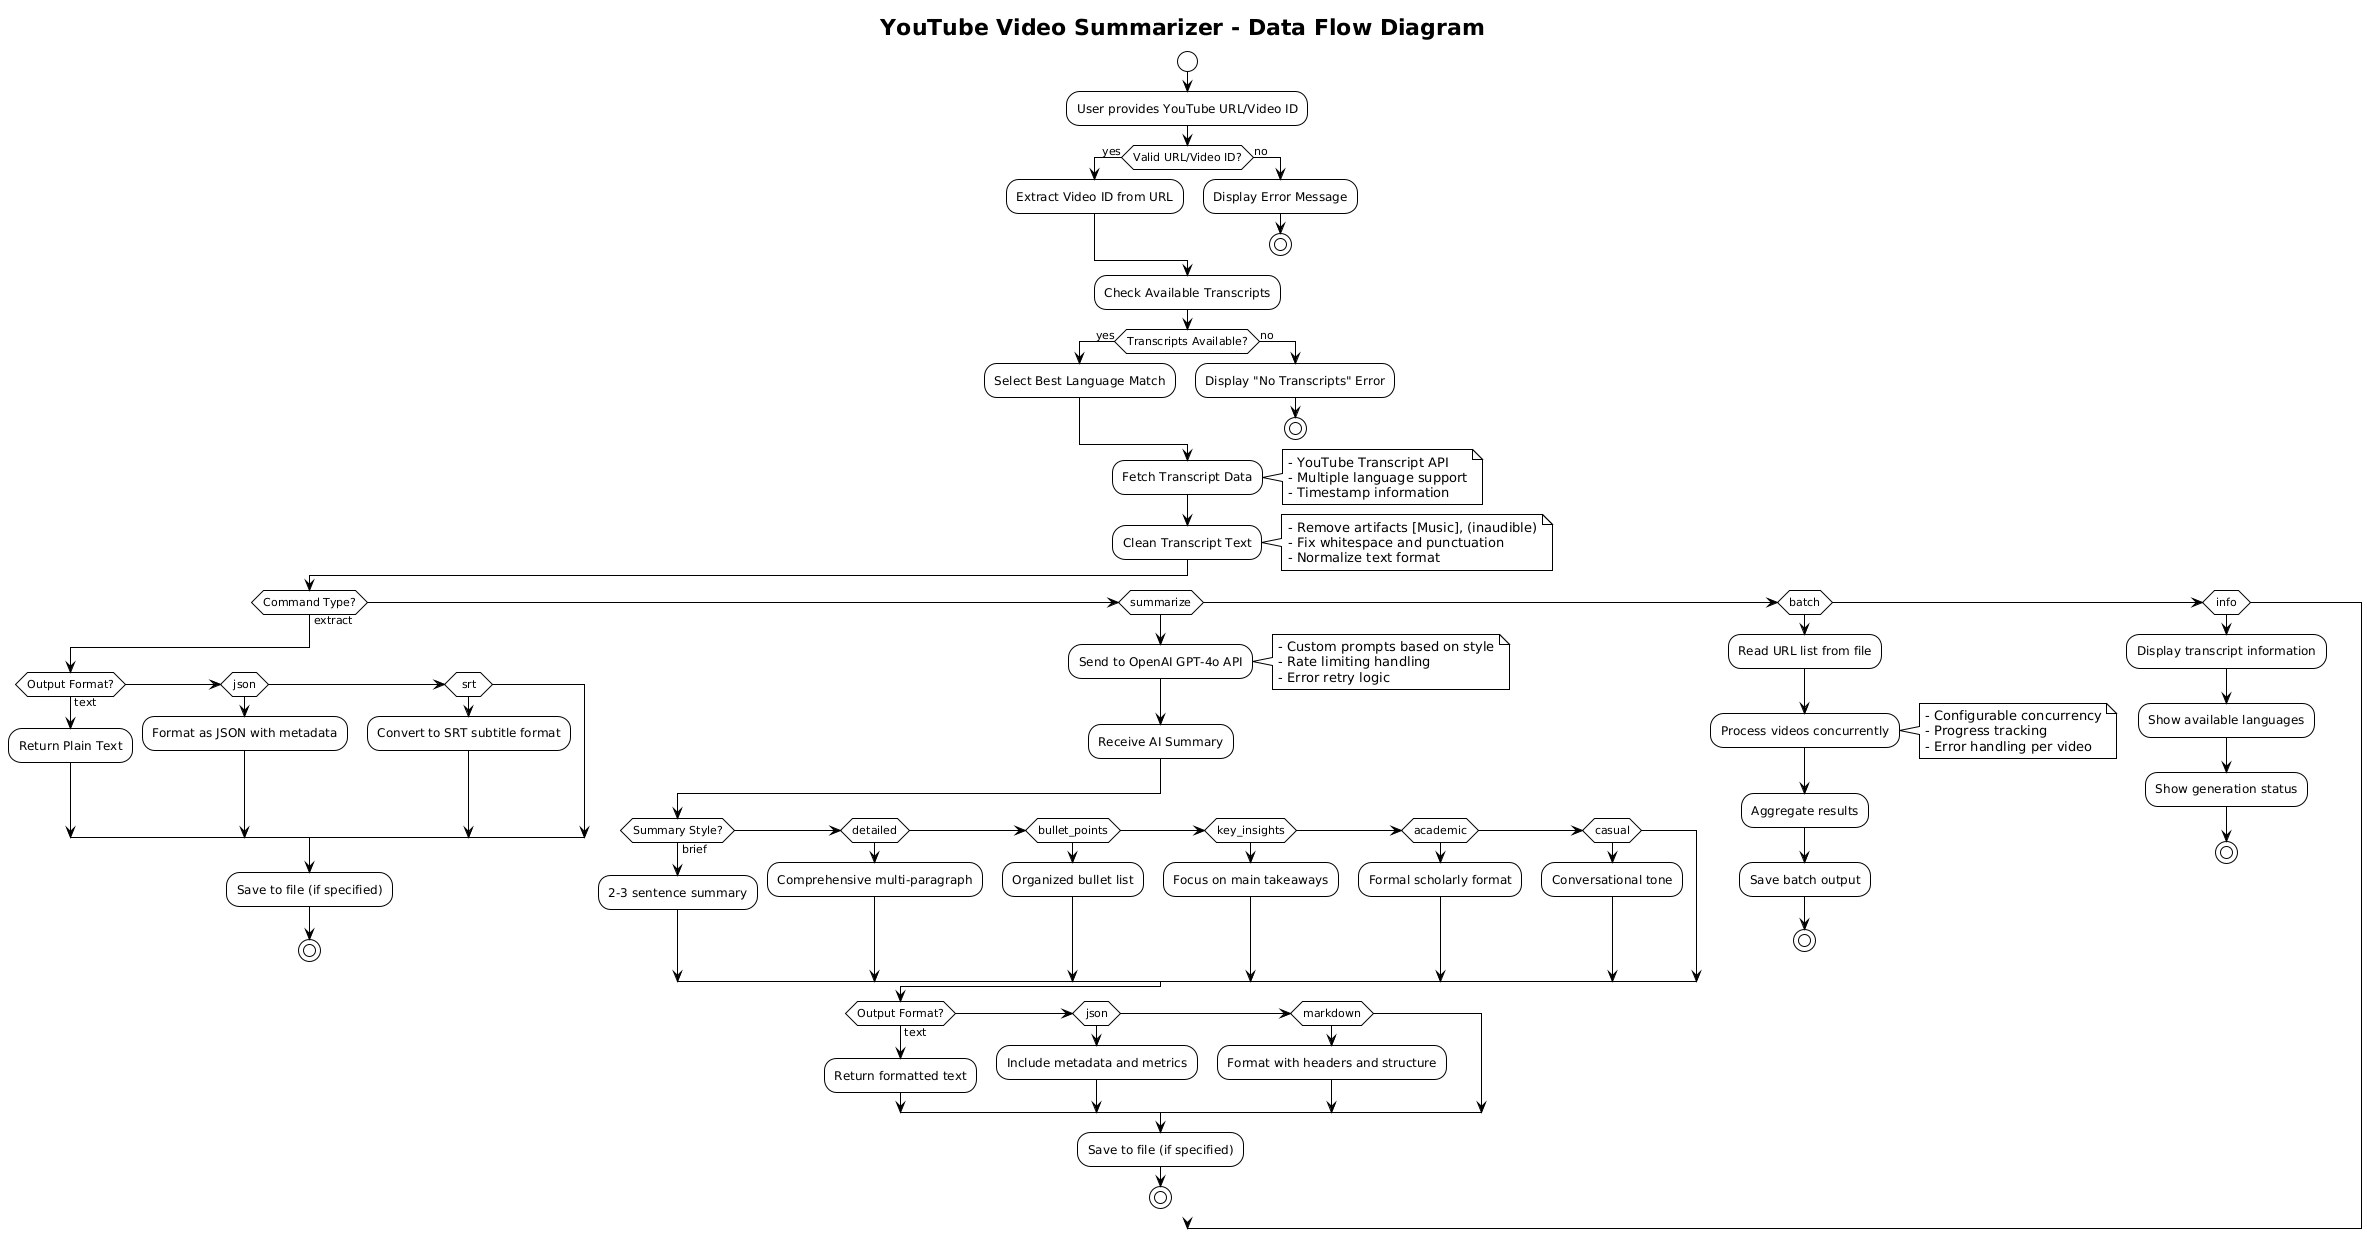 YouTube Video Summarizer - Data Flow Diagram
User provides YouTube URL/Video ID
yes
Valid URL/Video ID?
no
Extract Video ID from URL
Display Error Message
Check Available Transcripts
yes
Transcripts Available?
no
Select Best Language Match
Display "No Transcripts" Error
Fetch Transcript Data
- YouTube Transcript API
- Multiple language support
- Timestamp information
Clean Transcript Text
- Remove artifacts [Music], (inaudible)
- Fix whitespace and punctuation
- Normalize text format
Command Type?
extract
summarize
batch
info
Output Format?
text
json
srt
Return Plain Text
Format as JSON with metadata
Convert to SRT subtitle format
Save to file (if specified)
Send to OpenAI GPT-4o API
- Custom prompts based on style
- Rate limiting handling
- Error retry logic
Receive AI Summary
Summary Style?
brief
detailed
bullet_points
key_insights
academic
casual
2-3 sentence summary
Comprehensive multi-paragraph
Organized bullet list
Focus on main takeaways
Formal scholarly format
Conversational tone
Output Format?
text
json
markdown
Return formatted text
Include metadata and metrics
Format with headers and structure
Save to file (if specified)
Read URL list from file
Process videos concurrently
- Configurable concurrency
- Progress tracking
- Error handling per video
Aggregate results
Save batch output
Display transcript information
Show available languages
Show generation status